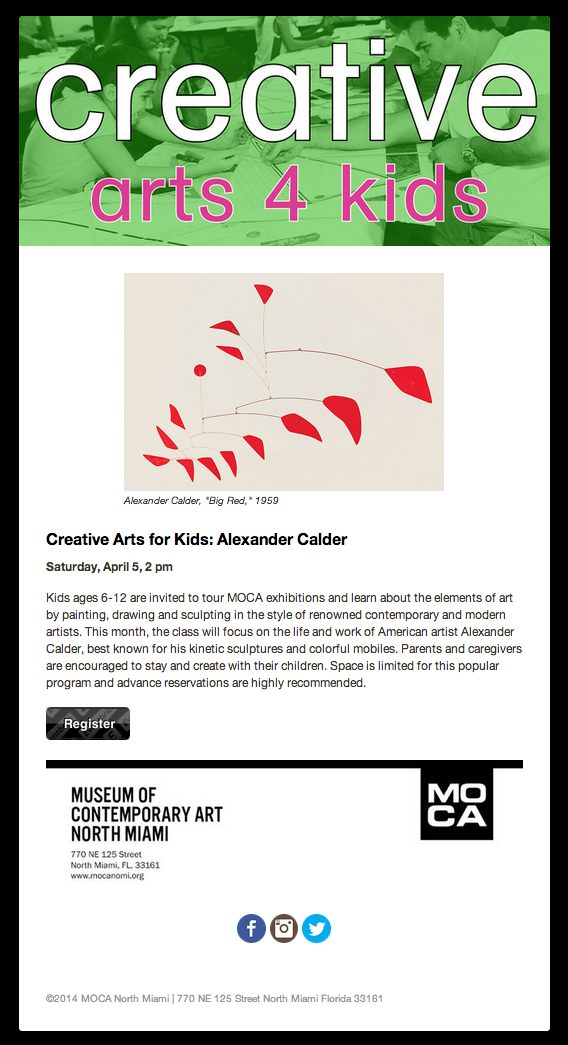 creative
arts 4 kids
Alexander Calder, "Big Red," 1959
Creative Arts for Kids: Alexander Calder
Saturday, April 5, 2 pm
Kids ages 6-12 are invited to tour MOCA exhibitions and learn about the elements of art
by painting, drawing and sculpting in the style of renowned contemporary and modern
artists. This month, the class will focus on the life and work of American artist Alexander
Calder, best known for his kinetic sculptures and colorful mobiles. Parents and caregivers
are encouraged to stay and create with their children. Space is limited for this popular
program and advance reservations are highly recommended.
Register
MUSEUM OF
CONTEMPORARY ART
NORTH MIAMI
770 NE 125 Street
North Miami, FL, 33161
www.mocanomi.org
MO
CA
©2014 MOCA North Miami | 770 NE 125 Street North Miami Florida 33161